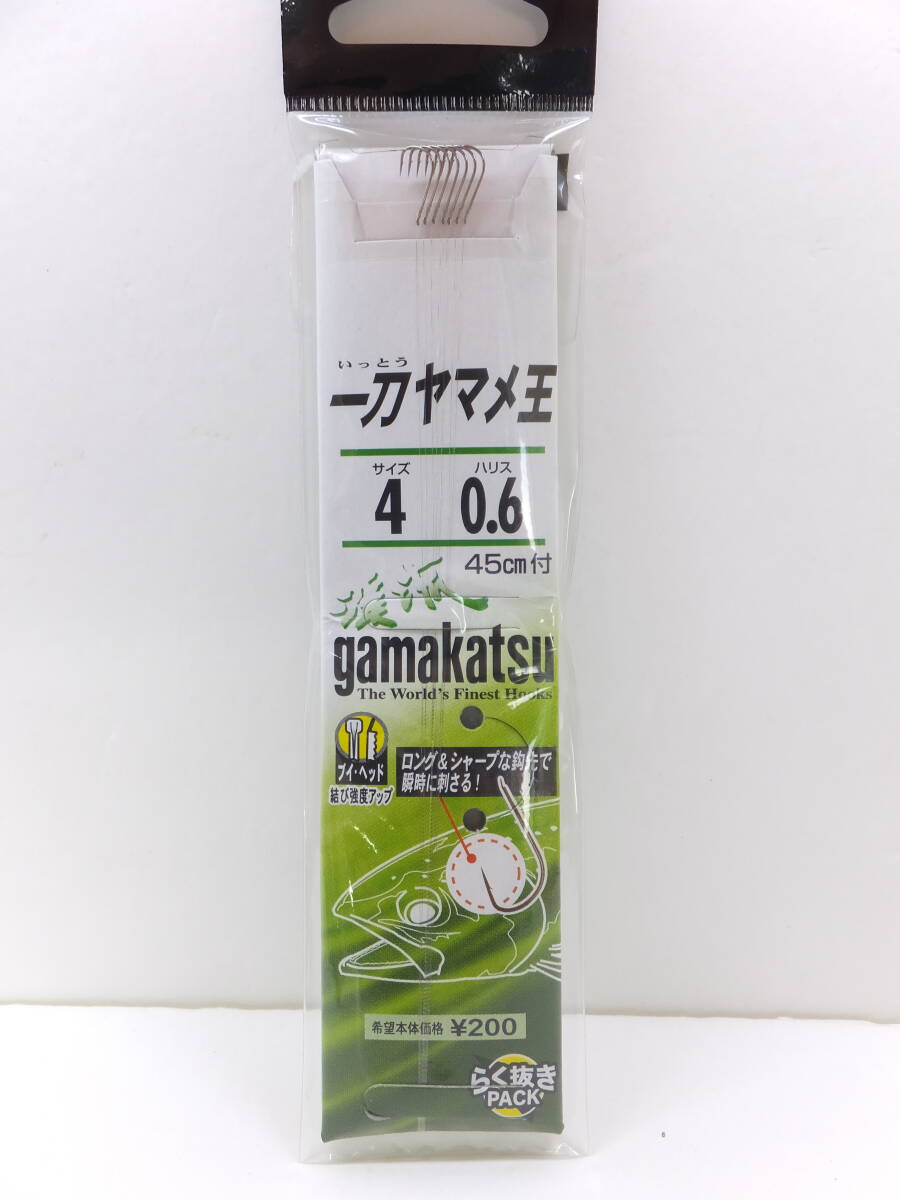 いっとう
一刀ヤマメ王
サイズ ハリス
4 0.6
45cm付
渓流
gamakatsu
The World's Finest Hooks
ブイ・ヘッド
結び強度アップ
ロング&シャープな鈎先で
瞬時に刺さる!
希望本体価格 ¥200
らく抜き
PACK